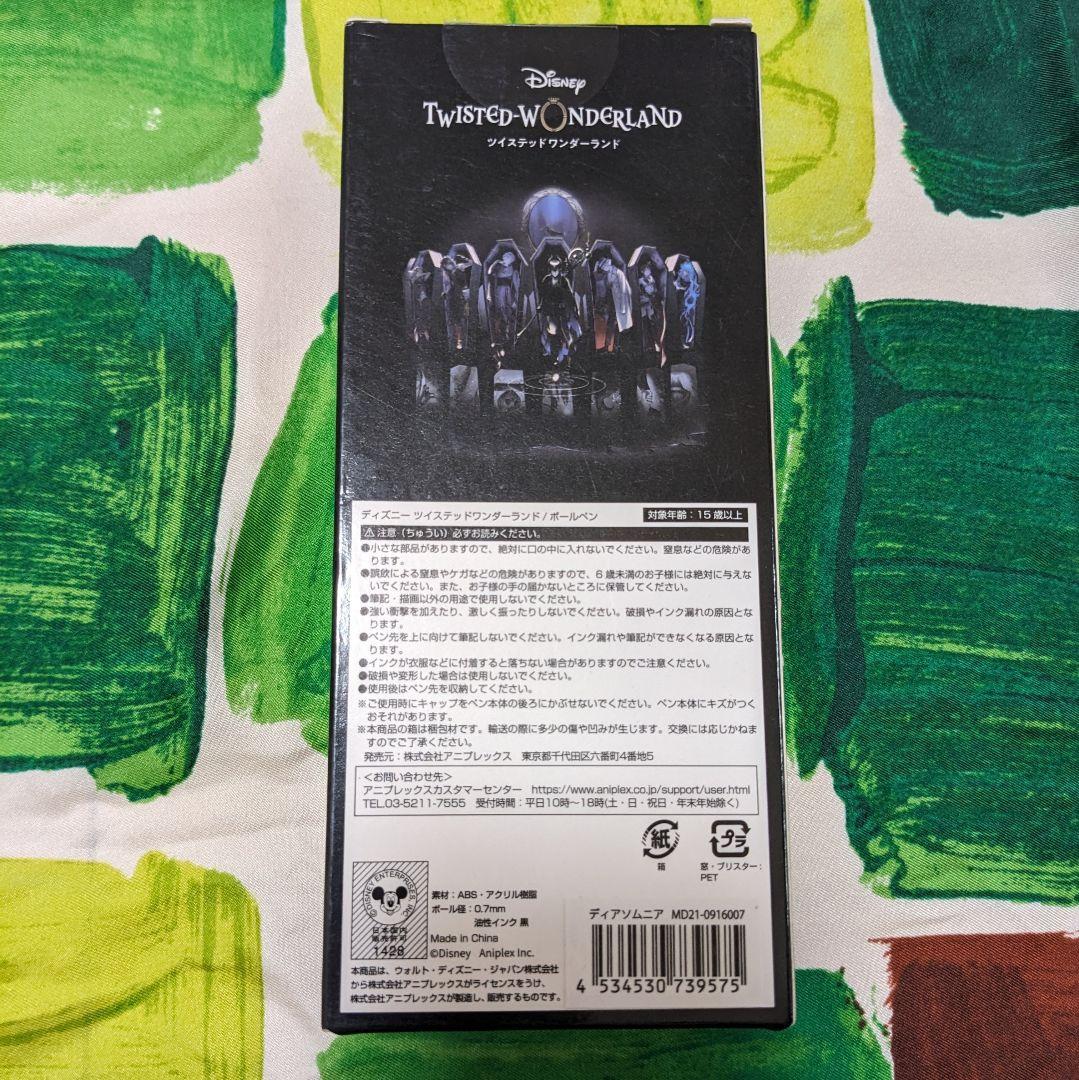 Disney
TWISTED-WONDERLAND
ツイステッドワンダーランド
ディズニー ツイステッドワンダーランド / ボールペン
対象年齢:15歳以上
⚠注意(ちゅうい)必ずお読みください。
●小さな部品がありますので、絶対に口の中に入れないでください。窒息などの危険があ
ります。
●誤飲による窒息やケガなどの危険がありますので、6歳未満のお子様には絶対に与えな
いでください。また、お子様の手の届かないところに保管してください。
●筆記・描画以外の用途で使用しないでください。
●強い衝撃を加えたり、激しく振ったりしないでください。破損やインク漏れの原因とな
ります。
●ペン先を上に向けて筆記しないでください。インク漏れや筆記ができなくなる原因とな
ります。
●インクが衣服などに付着すると落ちない場合がありますのでご注意ください。
●破損や変形した場合は使用しないでください。
●使用後はペン先を収納してください。
※ご使用時にキャップをペン本体の後ろにかぶせないでください。ペン本体にキズがつく
おそれがあります。
※本商品の箱は梱包材です。輸送の際に多少の傷や凹みが生じます。交換には応じかねま
すのでご了承ください。
発売元:株式会社アニプレックス 東京都千代田区六番町4番地5
<お問い合わせ先>
アニプレックスカスタマーセンター https://www.aniplex.co.jp/support/user.html
TEL.03-5211-7555 受付時間:平日10時〜18時(土・日・祝日・年末年始除く)
紙
箱
プラ
窓・ブリスター:
PET
©DISNEY ENTERPRISES, INC.
日本国内
販売許可
1428
素材:ABS・アクリル樹脂
ボール径:0.7mm
油性インク 黒
Made in China
©Disney Aniplex Inc.
本商品は、ウォルト・ディズニー・ジャパン株式会社
から株式会社アニプレックスがライセンスをうけ、
株式会社アニプレックスが製造し、販売するものです。
ディアソムニア MD21-0916007
4 534530 739575